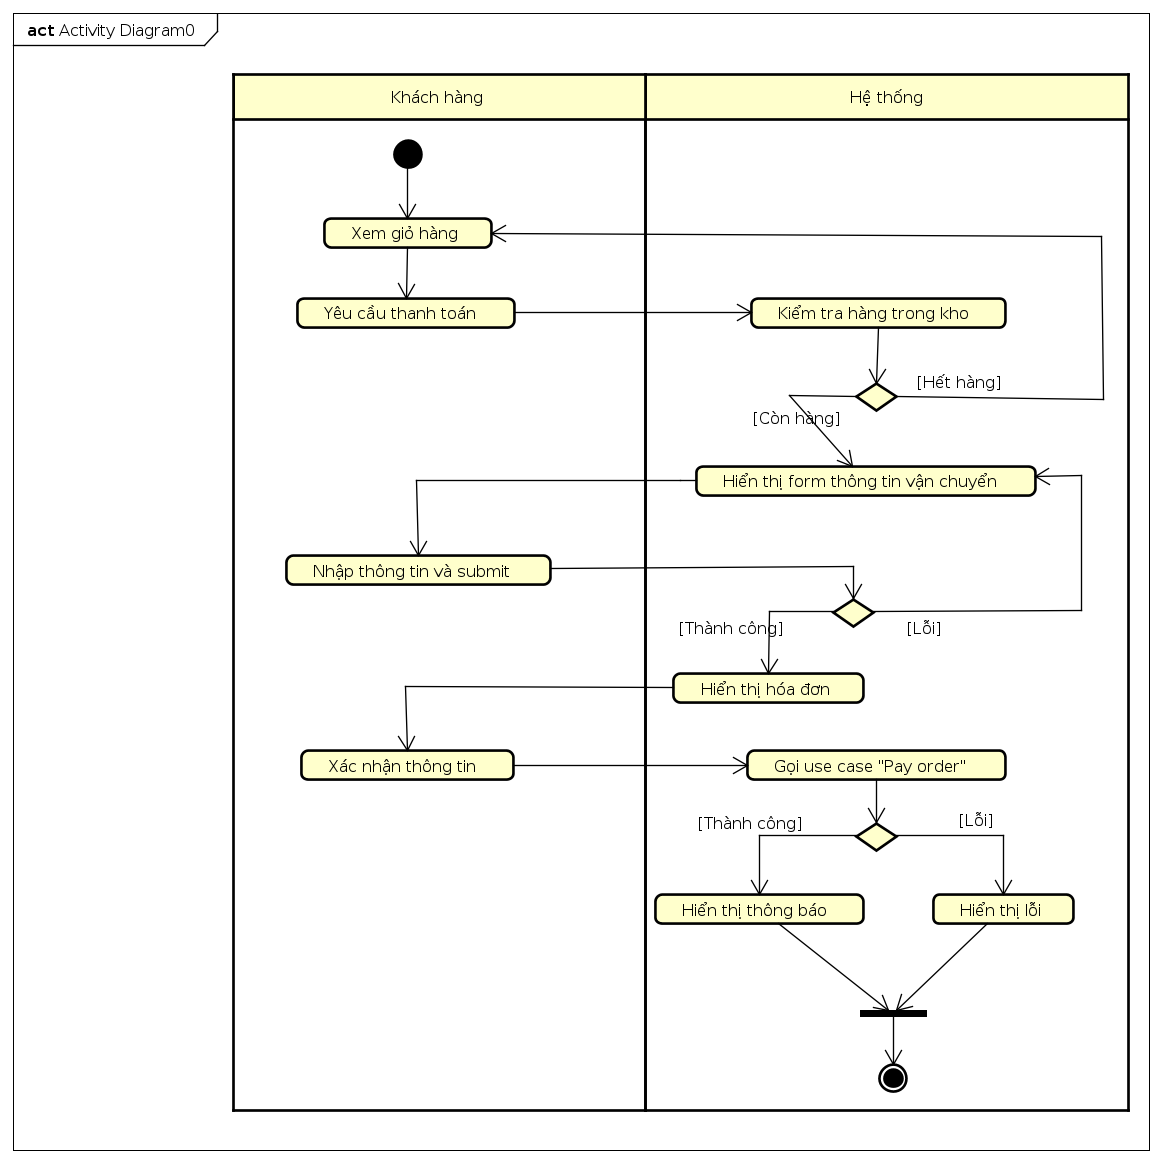 act Activity Diagram0
Khách hàng
Hệ thống
Xem giỏ hàng
Yêu cầu thanh toán
Kiểm tra hàng trong kho
[Hết hàng]
[Còn hàng]
Hiển thị form thông tin vận chuyển
Nhập thông tin và submit
[Thành công]
[Lỗi]
Hiển thị hóa đơn
Xác nhận thông tin
Gọi use case "Pay order"
[Thành công]
[Lỗi]
Hiển thị thông báo
Hiển thị lỗi